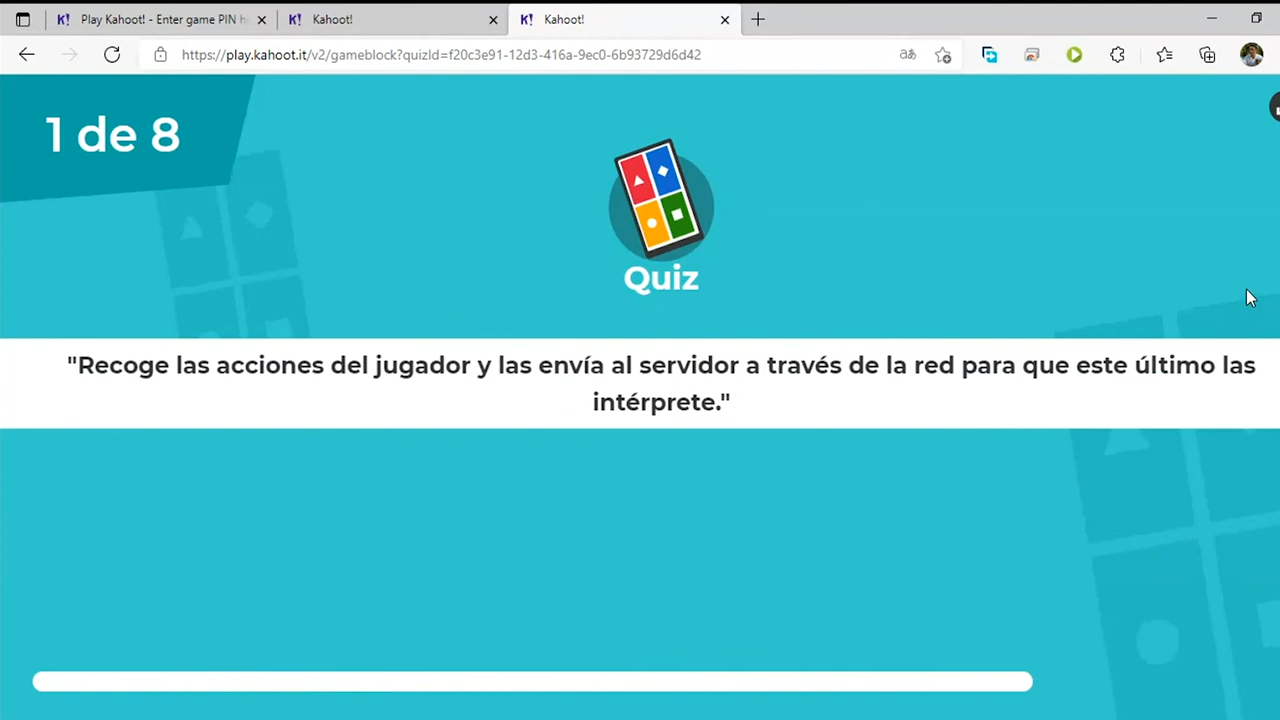 K! Play Kahoot! - Enter game PIN
K! Kahoot!
K! Kahoot!
https://play.kahoot.it/v2/gameblock?quizId=f20c3e91-12d3-416a-9ec0-6b93729d6d42
aあ
1 de 8
Quiz
"Recoge las acciones del jugador y las envía al servidor a través de la red para que este último las
intérprete."